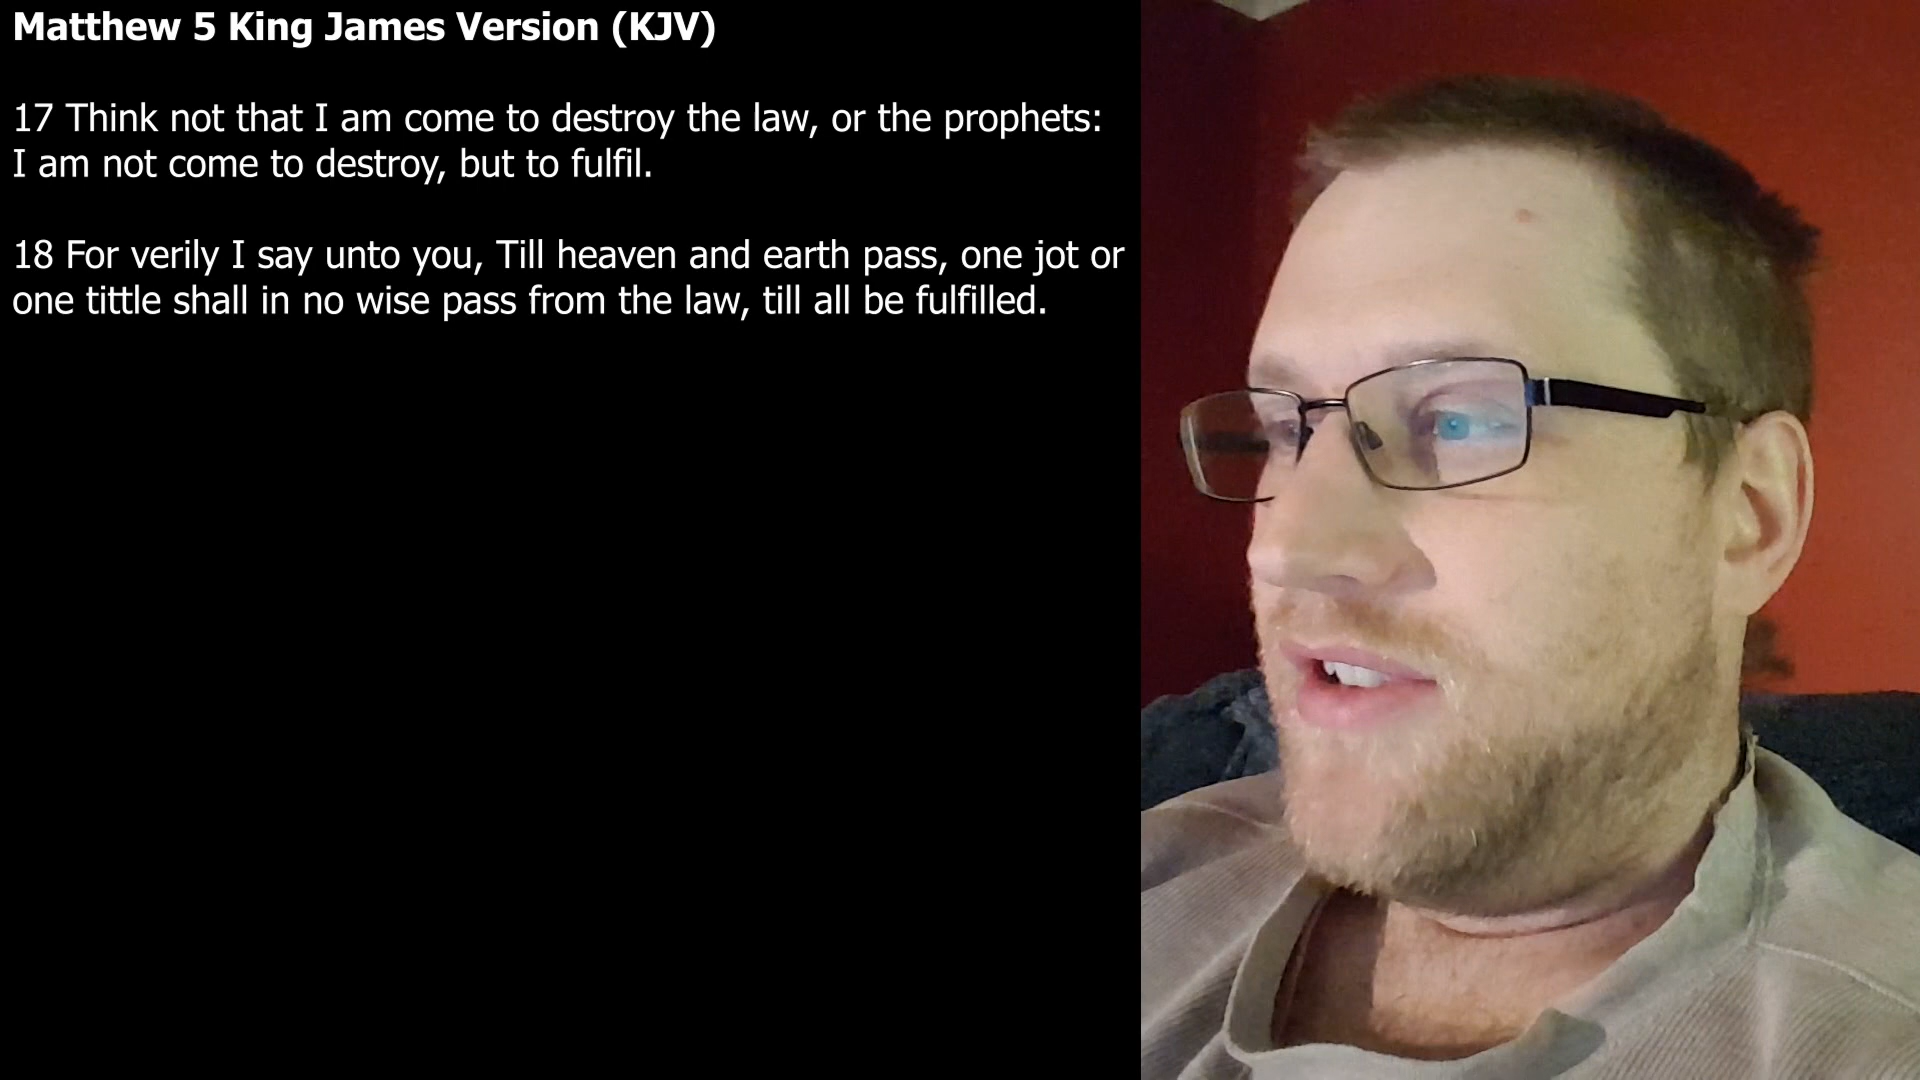 Matthew 5 King James Version (KJV)
17 Think not that I am come to destroy the law, or the prophets:
I am not come to destroy, but to fulfil.
18 For verily I say unto you, Till heaven and earth pass, one jot or
one tittle shall in no wise pass from the law, till all be fulfilled.